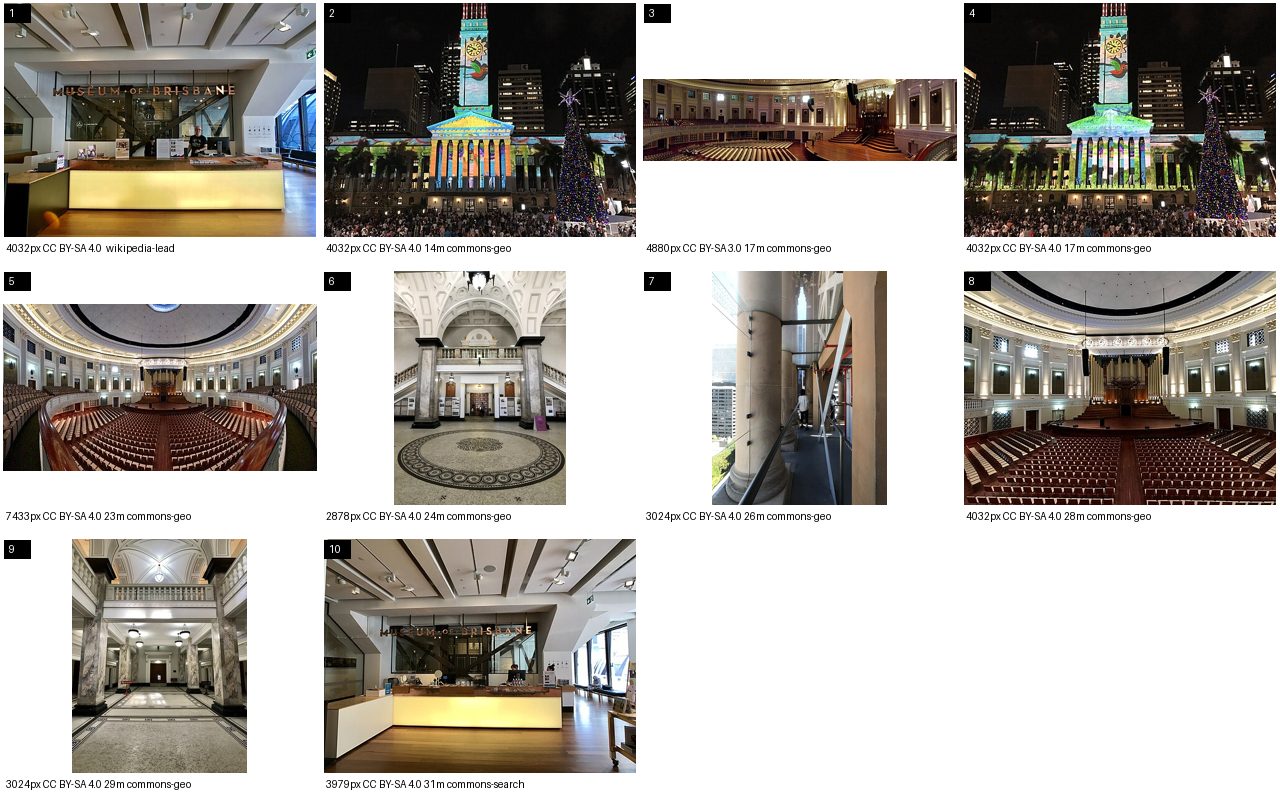 1
2
3
4
MUSEUM OF BRISBANE
4032px CC BY-SA 4.0 wikipedia-lead
4032px CC BY-SA 4.0 14m commons-geo
4880px CC BY-SA 3.0 17m commons-geo
4032px CC BY-SA 4.0 17m commons-geo
5
6
7
8
7433px CC BY-SA 4.0 23m commons-geo
2878px CC BY-SA 4.0 24m commons-geo
3024px CC BY-SA 4.0 26m commons-geo
4032px CC BY-SA 4.0 28m commons-geo
9
10
MUSEUM OF BRISBANE
3024px CC BY-SA 4.0 29m commons-geo
3979px CC BY-SA 4.0 31m commons-search